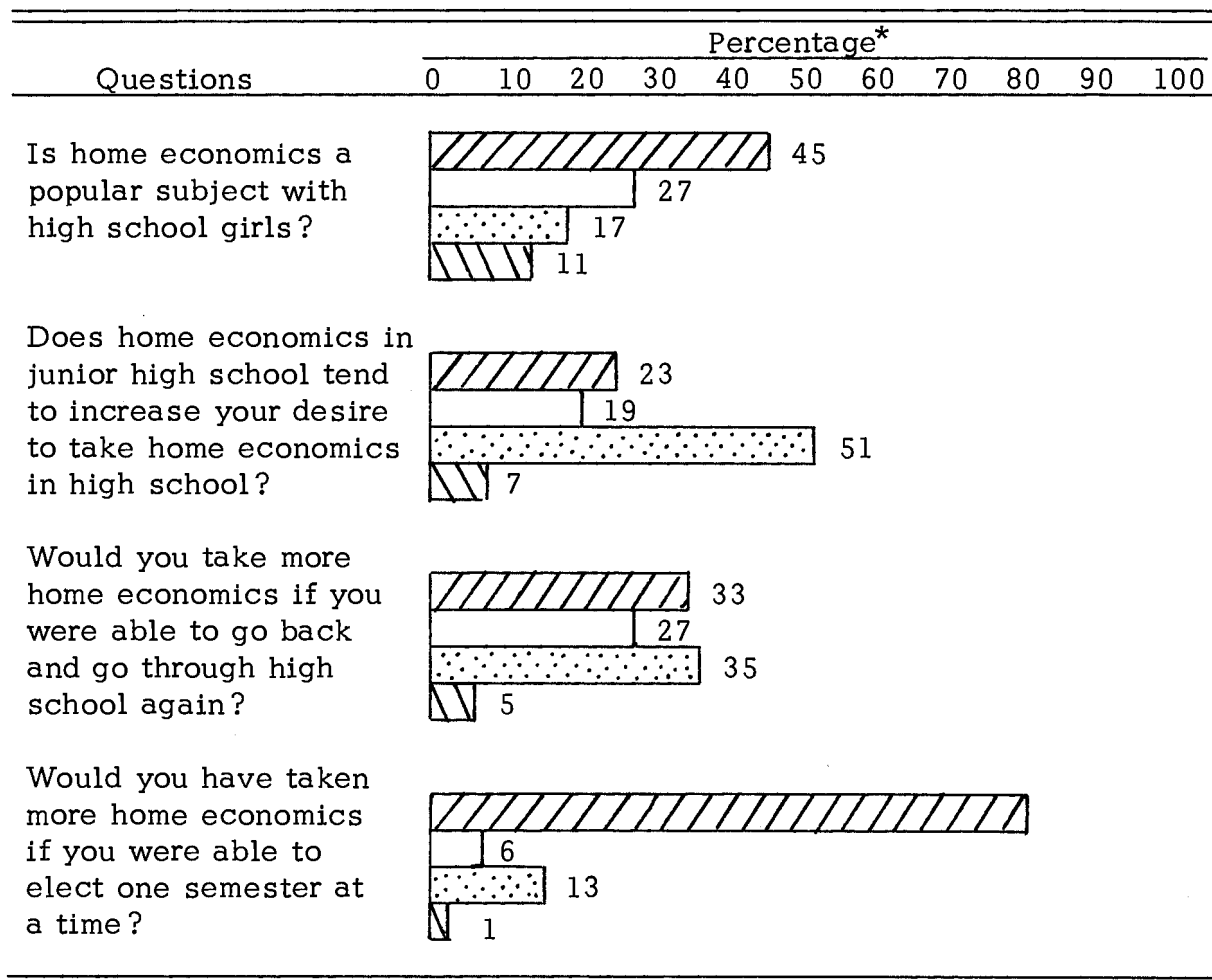 Percentage*
Questions 0 10 20 30 40 50 60 70 80 90 100
Is home economics a
popular subject with
high school girls?
45
27
17
11
Does home economics in
junior high school tend
to increase your desire
to take home economics
in high school?
23
19
51
7
Would you take more
home economics if you
were able to go back
and go through high
school again?
33
27
35
5
Would you have taken
more home economics
if you were able to
elect one semester at
a time?
6
13
1